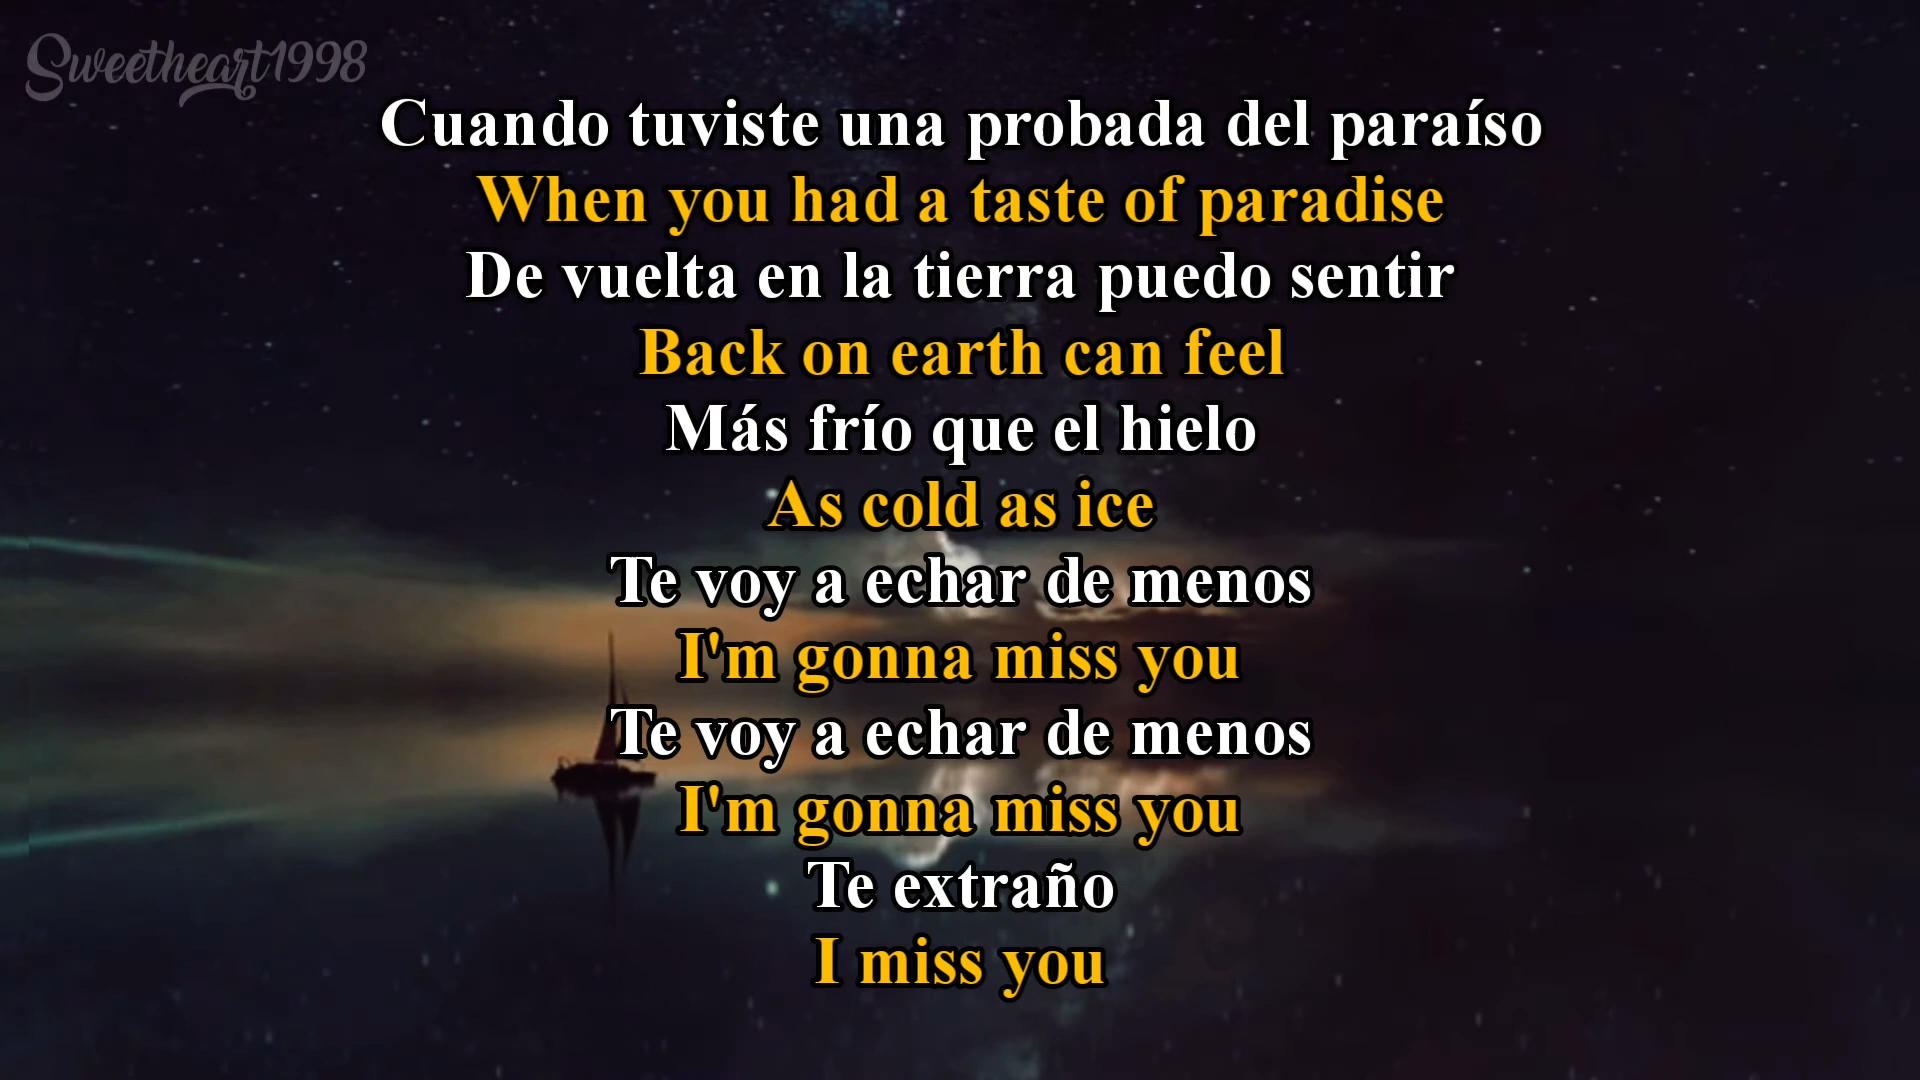 Sweetheart1998
Cuando tuviste una probada del paraíso
When you had a taste of paradise
De vuelta en la tierra puedo sentir
Back on earth can feel
Más frío que el hielo
As cold as ice
Te voy a echar de menos
I'm gonna miss you
Te voy a echar de menos
I'm gonna miss you
Te extraño
I miss you